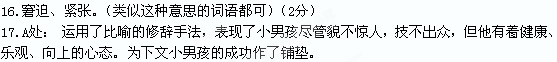 16.窘迫、紧张。(类似这种意思的词语都可)(2分)
17.A处： 运用了比喻的修辞手法，表现了小男孩尽管貌不惊人，技不出众，但他有着健康、
乐观、向上的心态。为下文小男孩的成功作了铺垫。